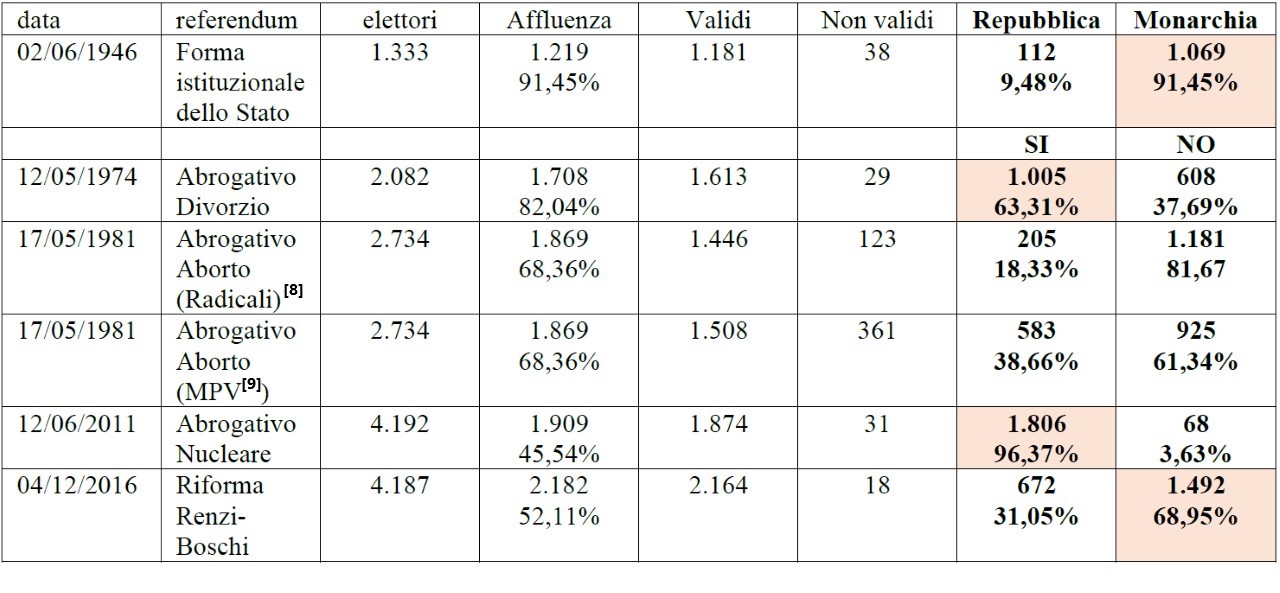 data referendum elettori Affluenza Validi Non validi Repubblica Monarchia
02/06/1946 Forma 1.333 1.219 1.181 38 112 1.069
istituzionale 91,45% 9,48% 91,45%
dello Stato
SI NO
12/05/1974 Abrogativo 2.082 1.708 1.613 29 1.005 608
Divorzio 82,04% 63,31% 37,69%
17/05/1981 Abrogativo 2.734 1.869 1.446 123 205 1.181
Aborto 68,36% 18,33% 81,67
(Radicali)[8]
17/05/1981 Abrogativo 2.734 1.869 1.508 361 583 925
Aborto 68,36% 38,66% 61,34%
(MPV[9])
12/06/2011 Abrogativo 4.192 1.909 1.874 31 1.806 68
Nucleare 45,54% 96,37% 3,63%
04/12/2016 Riforma 4.187 2.182 2.164 18 672 1.492
Renzi- 52,11% 31,05% 68,95%
Boschi